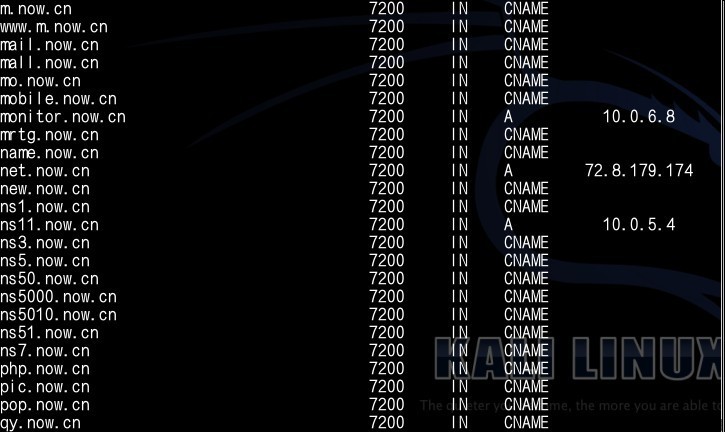 m.now.cn 7200 IN CNAME
www.m.now.cn 7200 IN CNAME
mail.now.cn 7200 IN CNAME
mall.now.cn 7200 IN CNAME
mo.now.cn 7200 IN CNAME
mobile.now.cn 7200 IN CNAME
monitor.now.cn 7200 IN A 10.0.6.8
mrtg.now.cn 7200 IN CNAME
name.now.cn 7200 IN CNAME
net.now.cn 7200 IN A 72.8.179.174
new.now.cn 7200 IN CNAME
ns1.now.cn 7200 IN CNAME
ns11.now.cn 7200 IN A 10.0.5.4
ns3.now.cn 7200 IN CNAME
ns5.now.cn 7200 IN CNAME
ns50.now.cn 7200 IN CNAME
ns5000.now.cn 7200 IN CNAME
ns5010.now.cn 7200 IN CNAME
ns51.now.cn 7200 IN CNAME
ns7.now.cn 7200 IN CNAME
php.now.cn 7200 IN CNAME
pic.now.cn 7200 IN CNAME
pop.now.cn 7200 IN CNAME
qy.now.cn 7200 IN CNAME
KALI LINUX
The the more you are able to